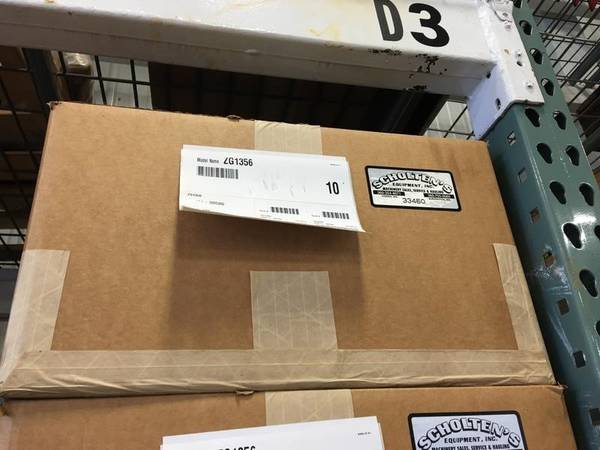 D3
Model Name ZG1356
10
SCHOLTEN'S
EQUIPMENT, INC.
MACHINERY SALES, SERVICE & HAULING
33460
SCHOLTEN'S
EQUIPMENT, INC.
MACHINERY SALES, SERVICE & HAULING